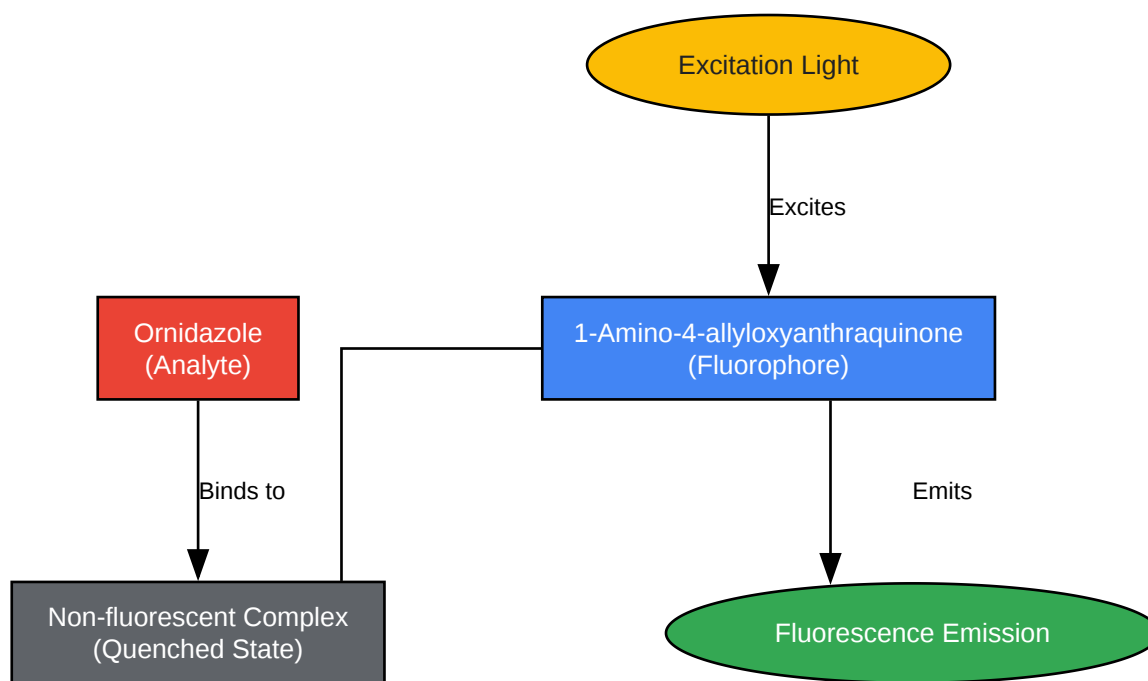 Excitation Light
Excites
Ornidazole
(Analyte)
1-Amino-4-allyloxyanthraquinone
(Fluorophore)
Binds to
Emits
Non-fluorescent Complex
(Quenched State)
Fluorescence Emission